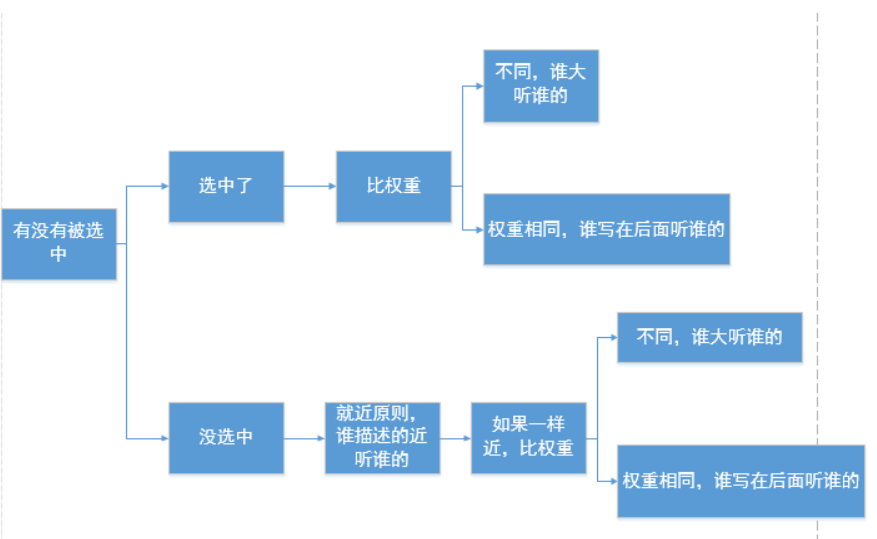 有没有被选
中
选中了
比权重
不同，谁大
听谁的
权重相同，谁写在后面听谁的
没选中
就近原则，
谁描述的近
听谁的
如果一样
近，比权重
不同，谁大听谁的
权重相同，谁写在后面听谁的